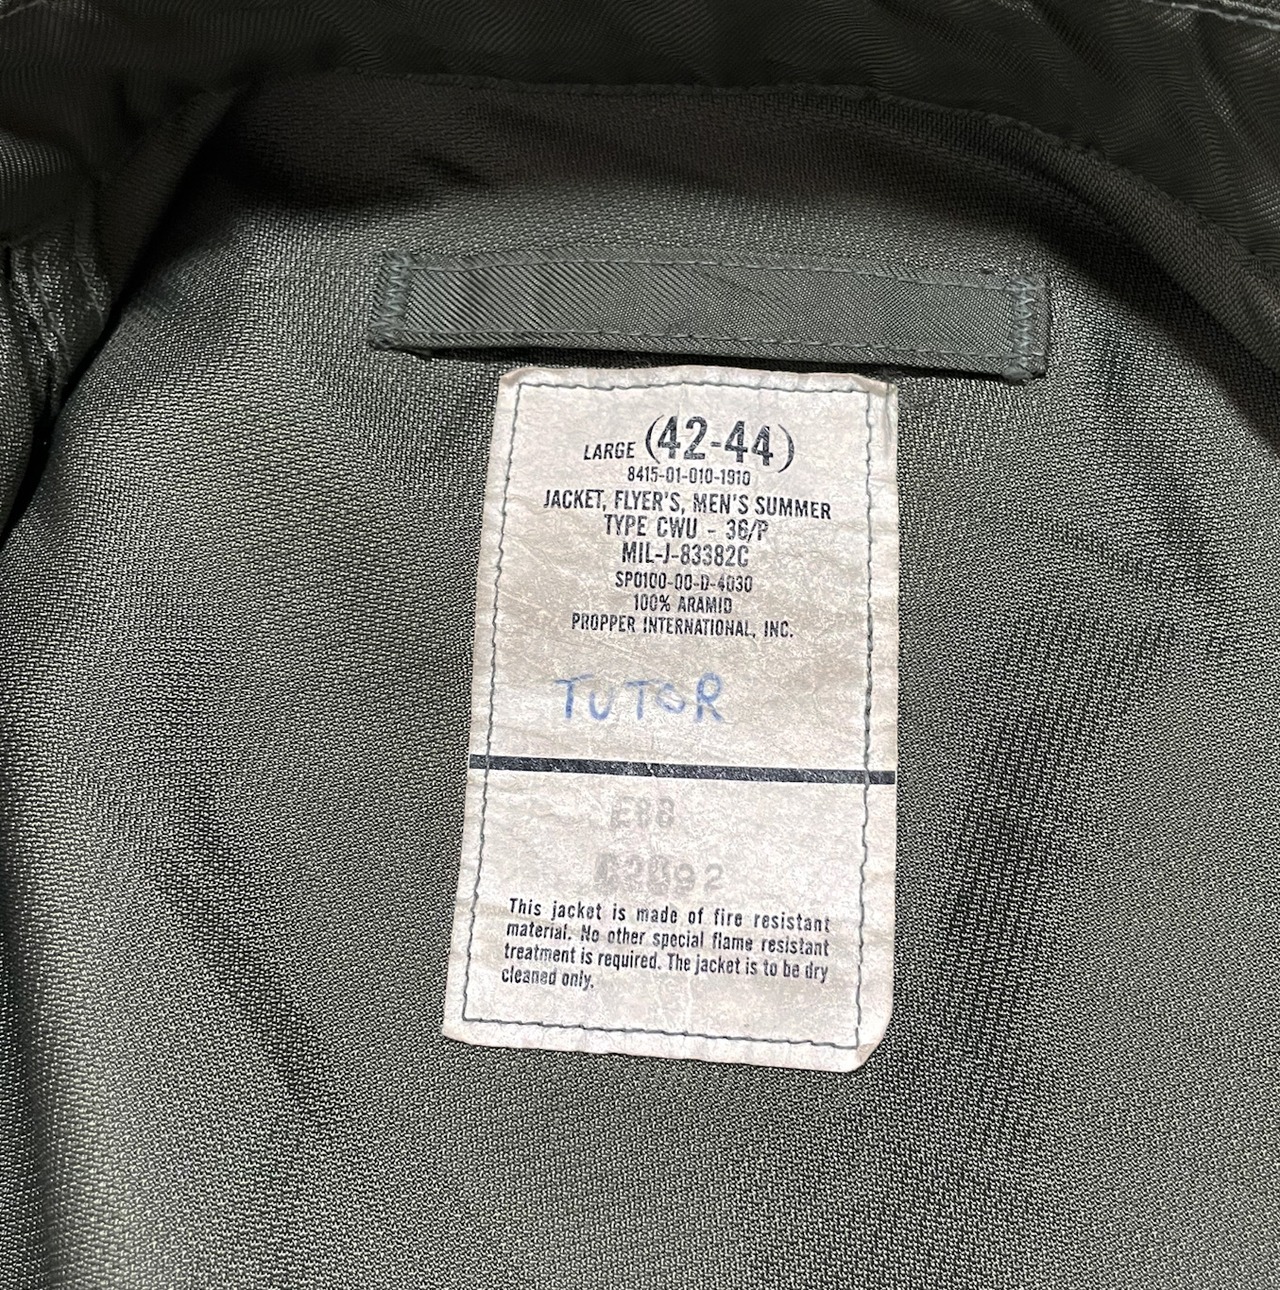 LARGE (42-44)
8415-01-010-1910
JACKET, FLYER'S, MEN'S SUMMER
TYPE CWU - 36/P
MIL-J-83382C
SP0100-00-D-4030
100% ARAMID
PROPPER INTERNATIONAL, INC.
TUTOR
This jacket is made of fire resistant
material. No other special flame resistant
treatment is required. The jacket is to be dry
cleaned only.